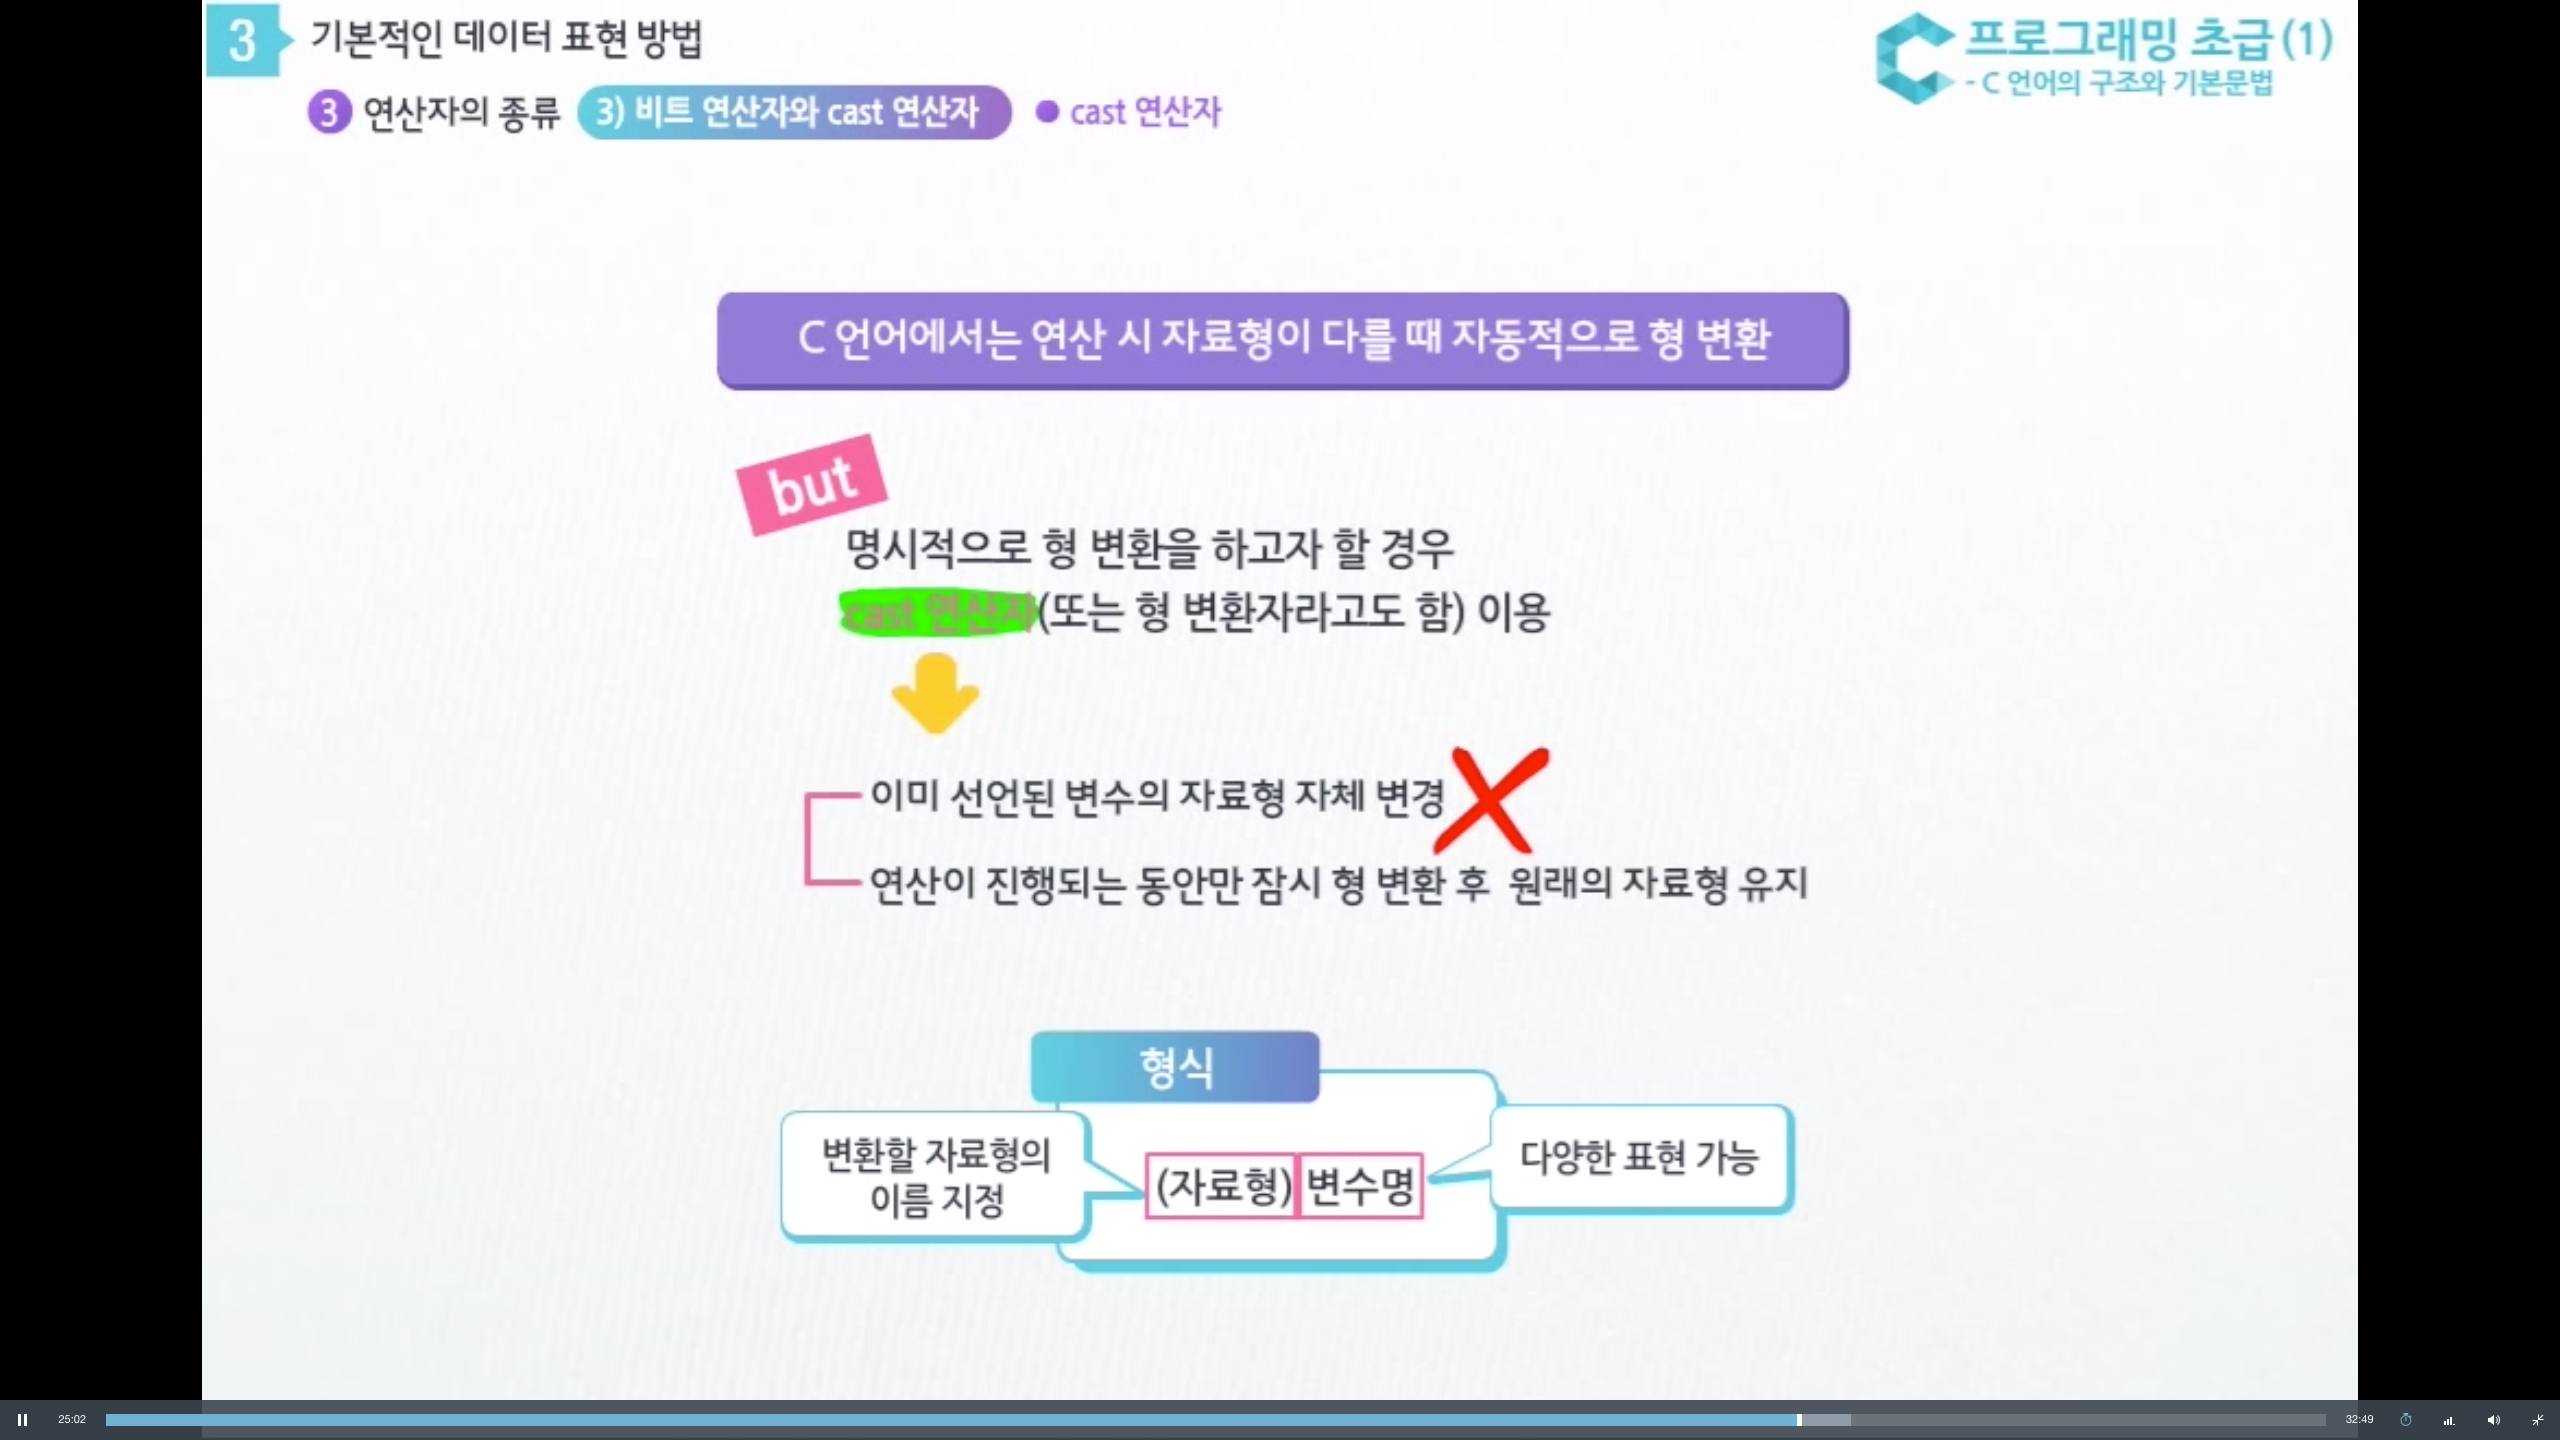 3 기본적인 데이터 표현 방법
프로그래밍 초급(1)
- C 언어의 구조와 기본문법
3 연산자의 종류 3) 비트 연산자와 cast 연산자 ● cast 연산자
C 언어에서는 연산 시 자료형이 다를 때 자동적으로 형 변환
but
명시적으로 형 변환을 하고자 할 경우
cast 연산자(또는 형 변환자라고도 함) 이용
이미 선언된 변수의 자료형 자체 변경
연산이 진행되는 동안만 잠시 형 변환 후 원래의 자료형 유지
형식
변환할 자료형의
이름 지정
(자료형) 변수명
다양한 표현 가능
25:02
32:49